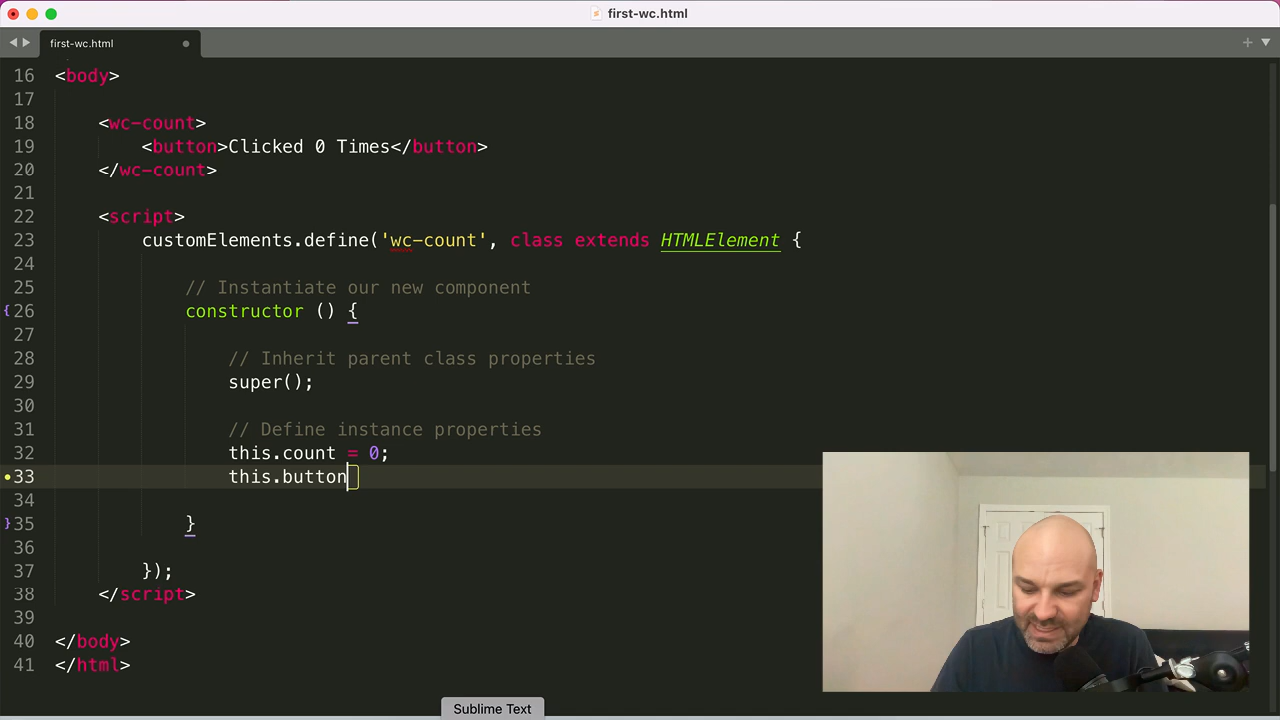 first-wc.html
first-wc.html
16 <body>
17
18 <wc-count>
19 <button>Clicked 0 Times</button>
20 </wc-count>
21
22 <script>
23 customElements.define('wc-count', class extends HTMLElement {
24
25 // Instantiate our new component
26 constructor () {
27
28 // Inherit parent class properties
29 super();
30
31 // Define instance properties
32 this.count = 0;
33 this.button
34
35 }
36
37 });
38 </script>
39
40 </body>
41 </html>
Sublime Text